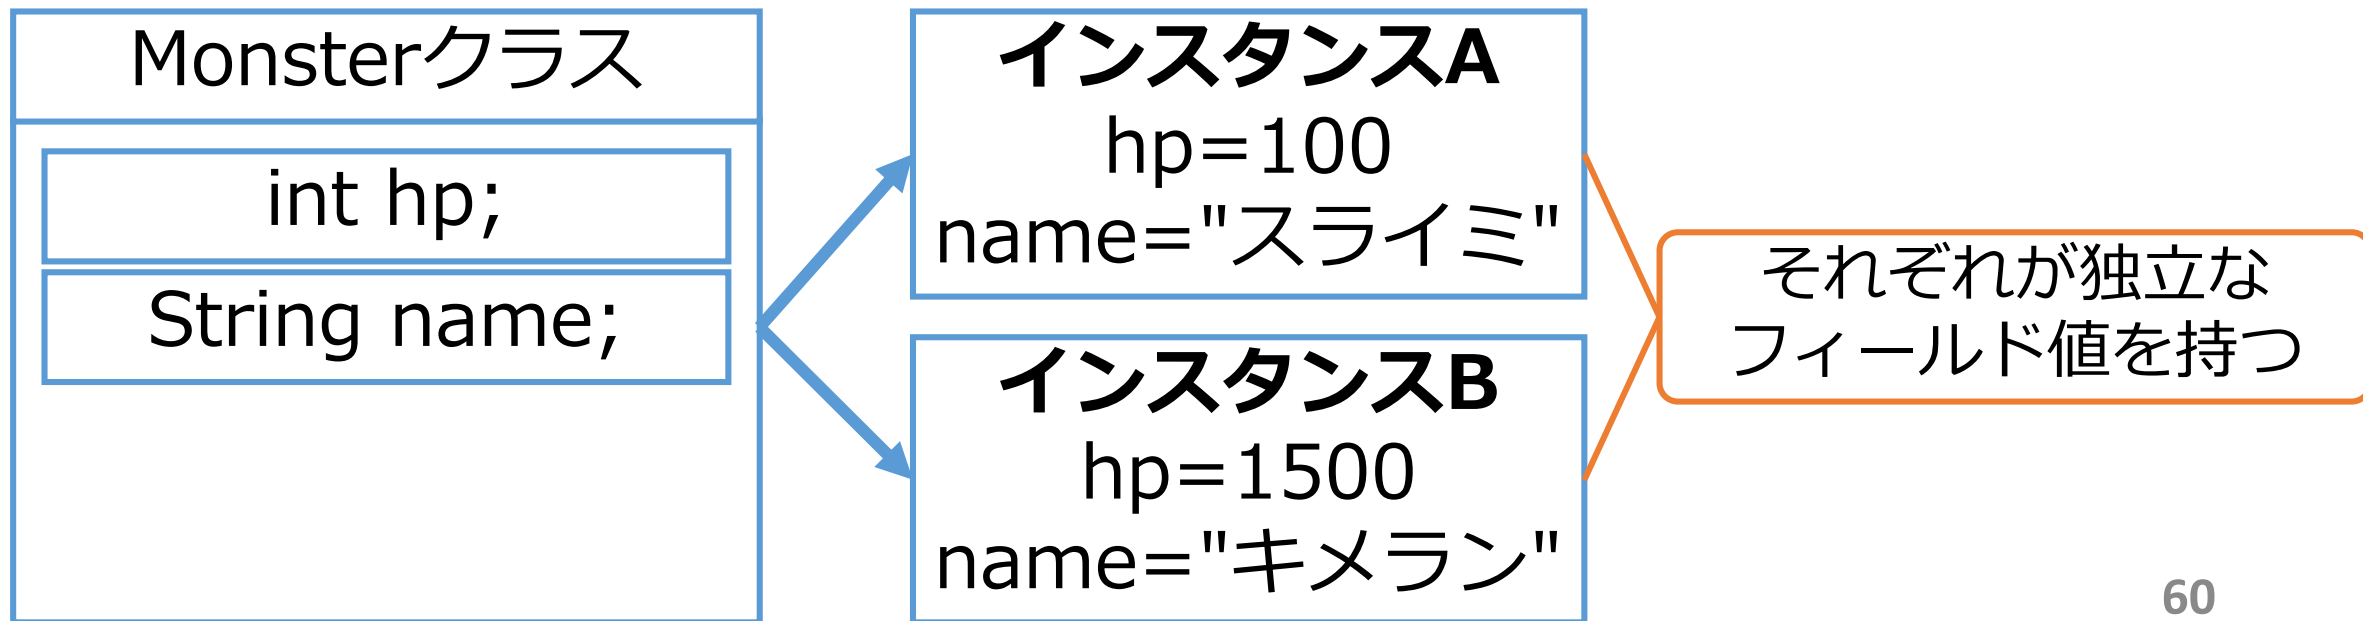 Monsterクラス
int hp;
String name;
インスタンスA
hp=100
name="スライミ"
インスタンスB
hp=1500
name="キメラン"
それぞれが独立な
フィールド値を持つ
60